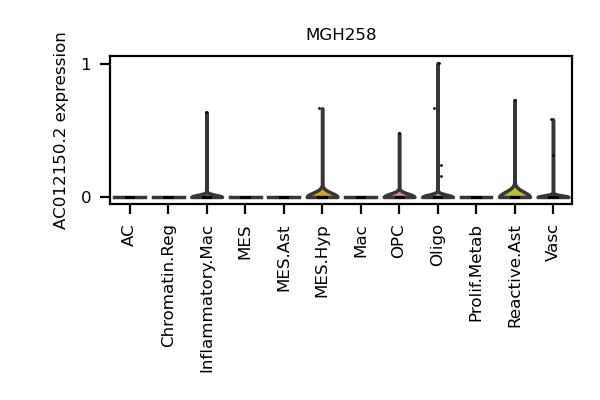 MGH258
AC012150.2 expression
1
0
AC
Chromatin.Reg
Inflammatory.Mac
MES
MES.Ast
MES.Hyp
Mac
OPC
Oligo
Prolif.Metab
Reactive.Ast
Vasc